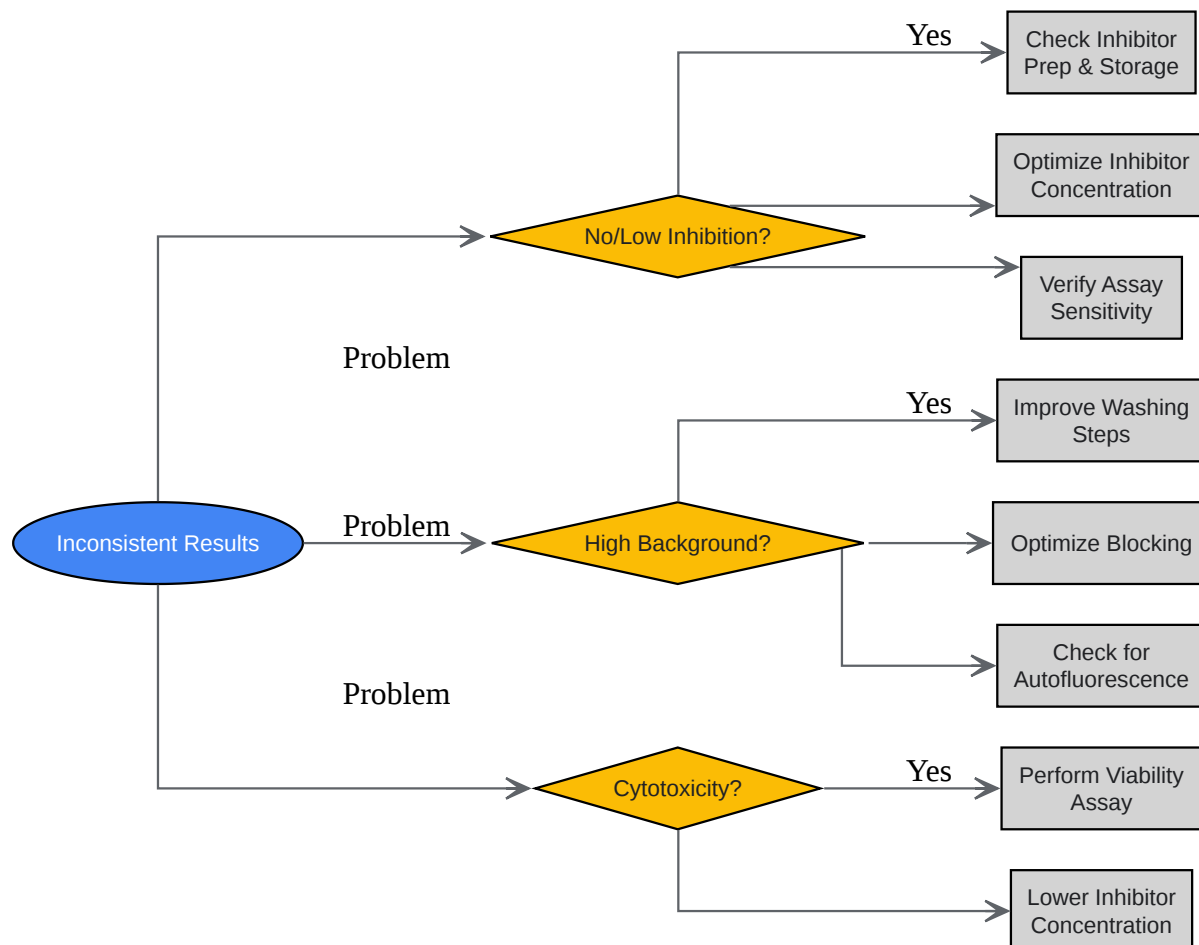 Yes
Check Inhibitor
Prep & Storage
Optimize Inhibitor
Concentration
No/Low Inhibition?
Verify Assay
Sensitivity
Problem
Yes
Improve Washing
Steps
Inconsistent Results
Problem
High Background?
Optimize Blocking
Check for
Autofluorescence
Problem
Cytotoxicity?
Yes
Perform Viability
Assay
Lower Inhibitor
Concentration